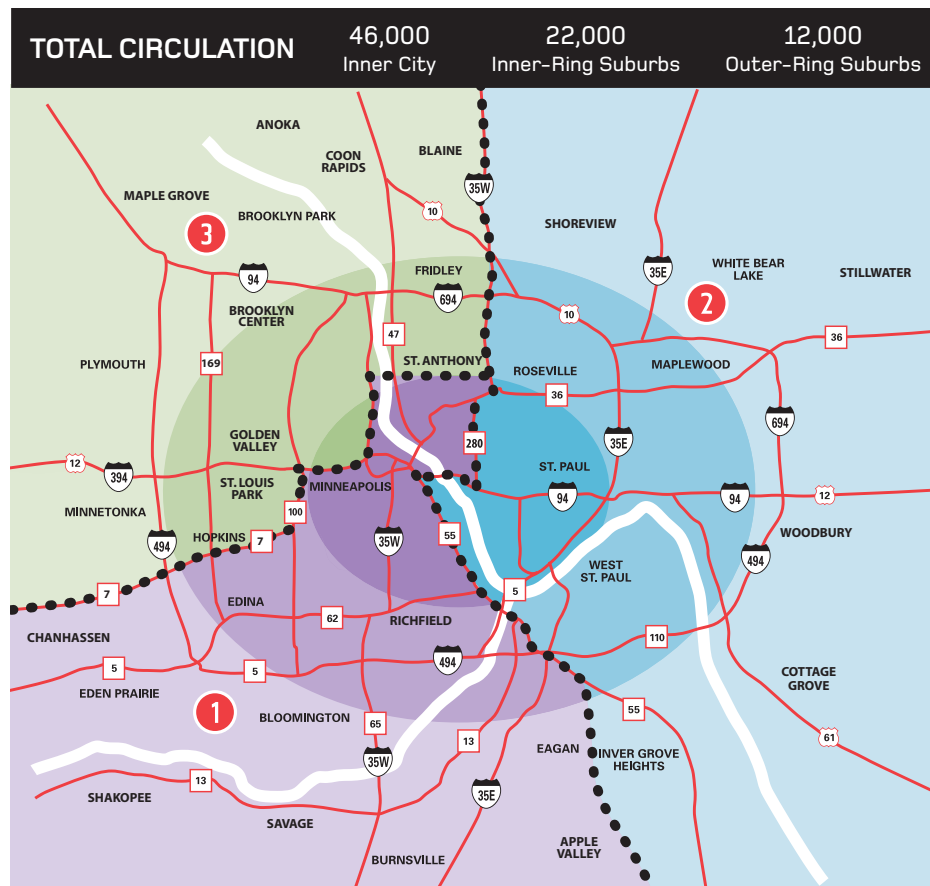 TOTAL CIRCULATION
46,000
Inner City
22,000
Inner-Ring Suburbs
12,000
Outer-Ring Suburbs
ANOKA
COON
RAPIDS
BLAINE
35W
MAPLE GROVE
BROOKLYN PARK
10
SHOREVIEW
3
94
FRIDLEY
694
35E
WHITE BEAR
LAKE
STILLWATER
2
BROOKLYN
CENTER
10
47
36
PLYMOUTH
169
ST. ANTHONY
ROSEVILLE
MAPLEWOOD
36
694
GOLDEN
VALLEY
280
35E
12
394
ST. LOUIS
PARK
MINNEAPOLIS
ST. PAUL
94
94
12
MINNETONKA
100
HOPKINS
7
494
35W
55
WOODBURY
494
7
EDINA
62
RICHFIELD
5
WEST
ST. PAUL
CHANHASSEN
110
5
5
494
EDEN PRAIRIE
COTTAGE
GROVE
1
BLOOMINGTON
65
55
13
61
35W
EAGAN
INVER GROVE
HEIGHTS
13
SHAKOPEE
35E
SAVAGE
BURNSVILLE
APPLE
VALLEY